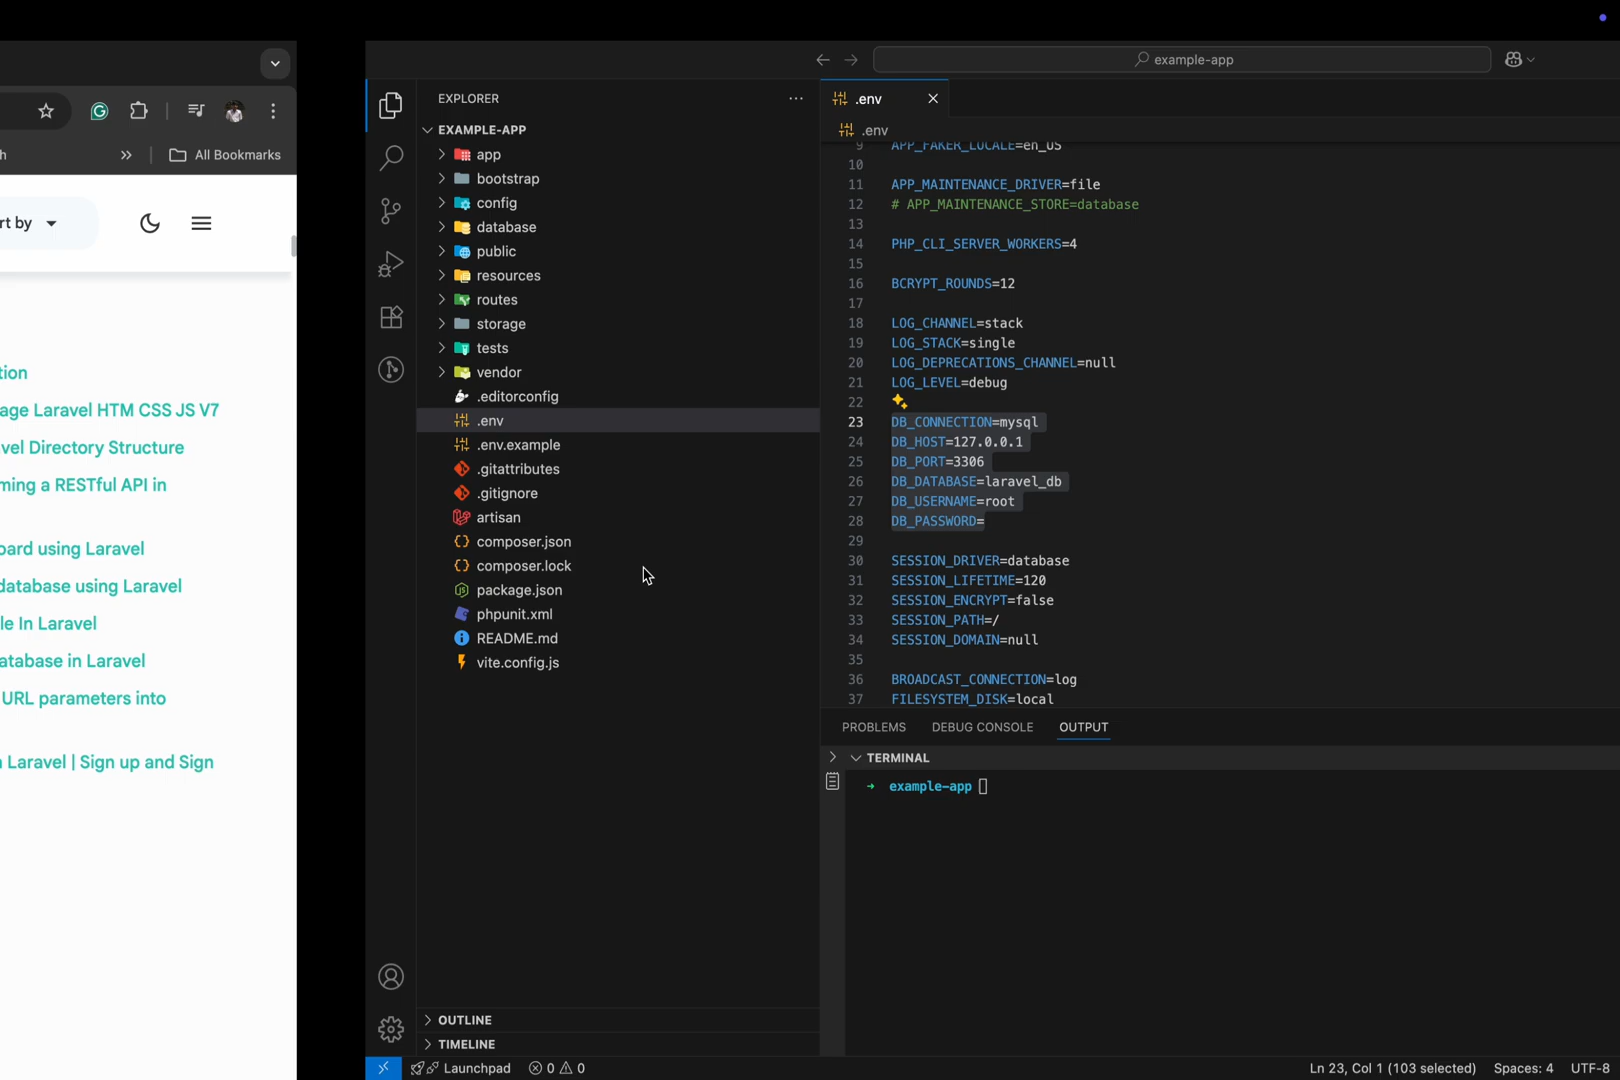 example-app
h
All Bookmarks
rt by
tion
age Laravel HTM CSS JS V7
vel Directory Structure
ming a RESTful API in
oard using Laravel
database using Laravel
le In Laravel
atabase in Laravel
URL parameters into
Laravel | Sign up and Sign
EXPLORER
EXAMPLE-APP
app
bootstrap
config
database
public
resources
routes
storage
tests
vendor
.editorconfig
.env
.env.example
.gitattributes
.gitignore
artisan
composer.json
composer.lock
package.json
phpunit.xml
README.md
vite.config.js
OUTLINE
TIMELINE
.env
.env
9 APP_FAKER_LOCALE=en_US
10
11 APP_MAINTENANCE_DRIVER=file
12 # APP_MAINTENANCE_STORE=database
13
14 PHP_CLI_SERVER_WORKERS=4
15
16 BCRYPT_ROUNDS=12
17
18 LOG_CHANNEL=stack
19 LOG_STACK=single
20 LOG_DEPRECATIONS_CHANNEL=null
21 LOG_LEVEL=debug
22
23 DB_CONNECTION=mysql
24 DB_HOST=127.0.0.1
25 DB_PORT=3306
26 DB_DATABASE=laravel_db
27 DB_USERNAME=root
28 DB_PASSWORD=
29
30 SESSION_DRIVER=database
31 SESSION_LIFETIME=120
32 SESSION_ENCRYPT=false
33 SESSION_PATH=/
34 SESSION_DOMAIN=null
35
36 BROADCAST_CONNECTION=log
37 FILESYSTEM_DISK=local
PROBLEMS DEBUG CONSOLE OUTPUT
TERMINAL
➜ example-app
Launchpad 0 0 Ln 23, Col 1 (103 selected) Spaces: 4 UTF-8